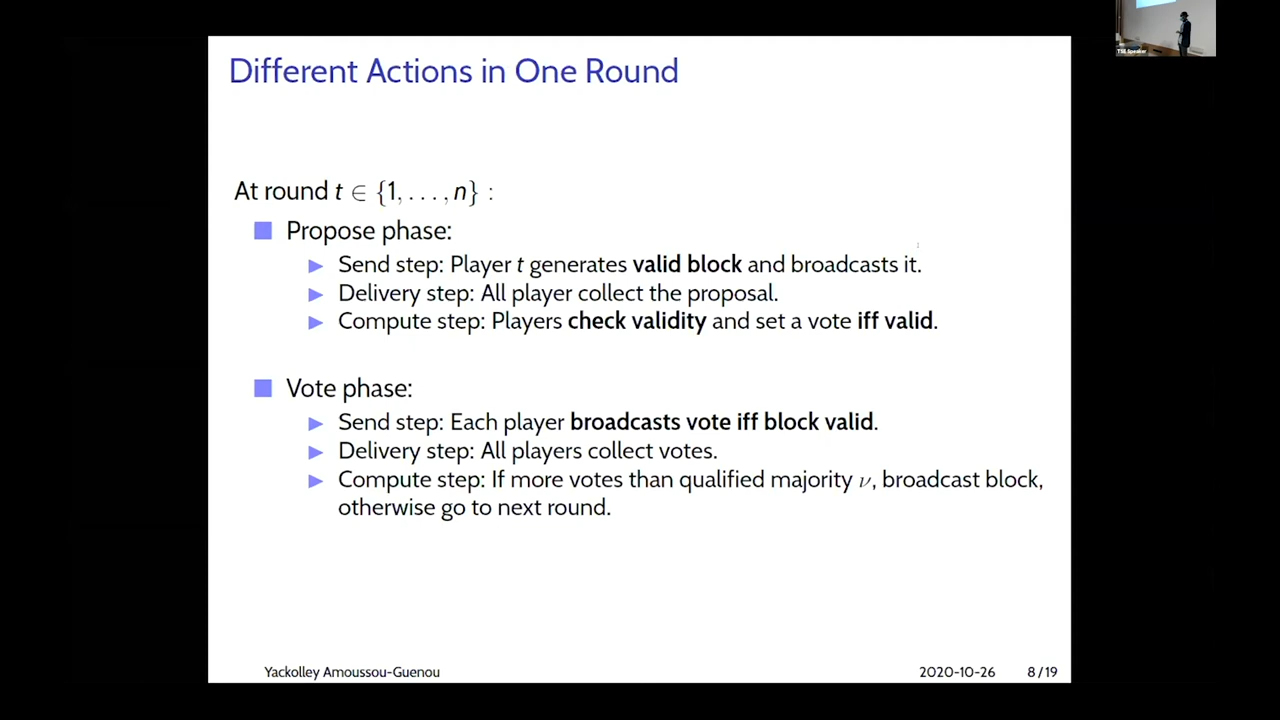 TSE Speaker
Different Actions in One Round
At round t ∈ {1, . . . , n} :
Propose phase:
Send step: Player t generates valid block and broadcasts it.
Delivery step: All player collect the proposal.
Compute step: Players check validity and set a vote iff valid.
Vote phase:
Send step: Each player broadcasts vote iff block valid.
Delivery step: All players collect votes.
Compute step: If more votes than qualified majority ν, broadcast block,
otherwise go to next round.
Yackolley Amoussou-Guenou 2020-10-26 8/19